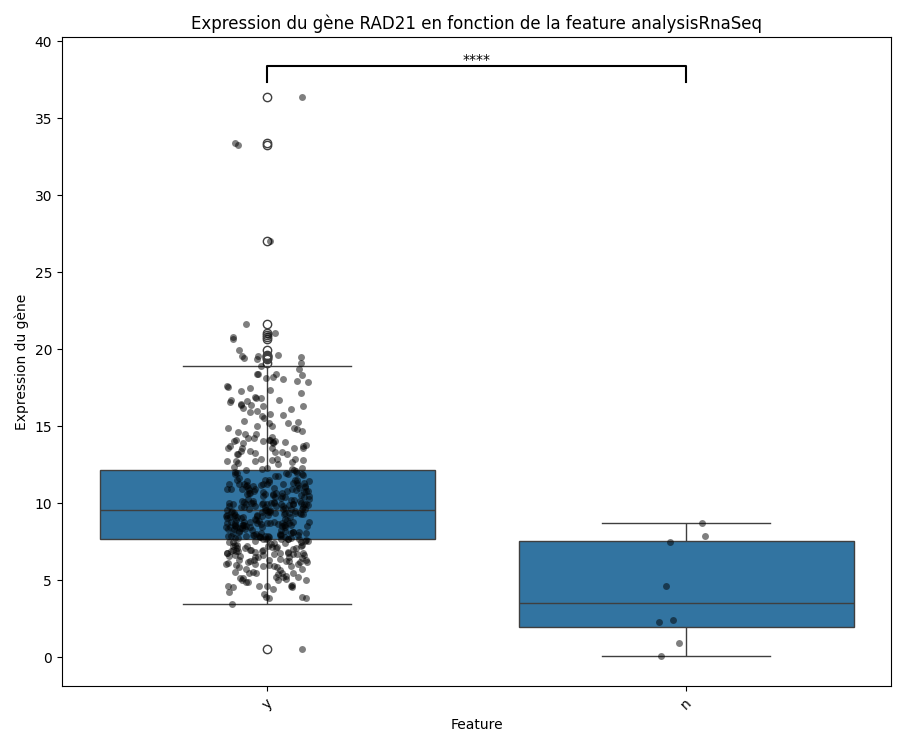 Expression du gène RAD21 en fonction de la feature analysisRnaSeq
40
35
30
25
20
15
10
5
0
Expression du gène
****
y
n
Feature